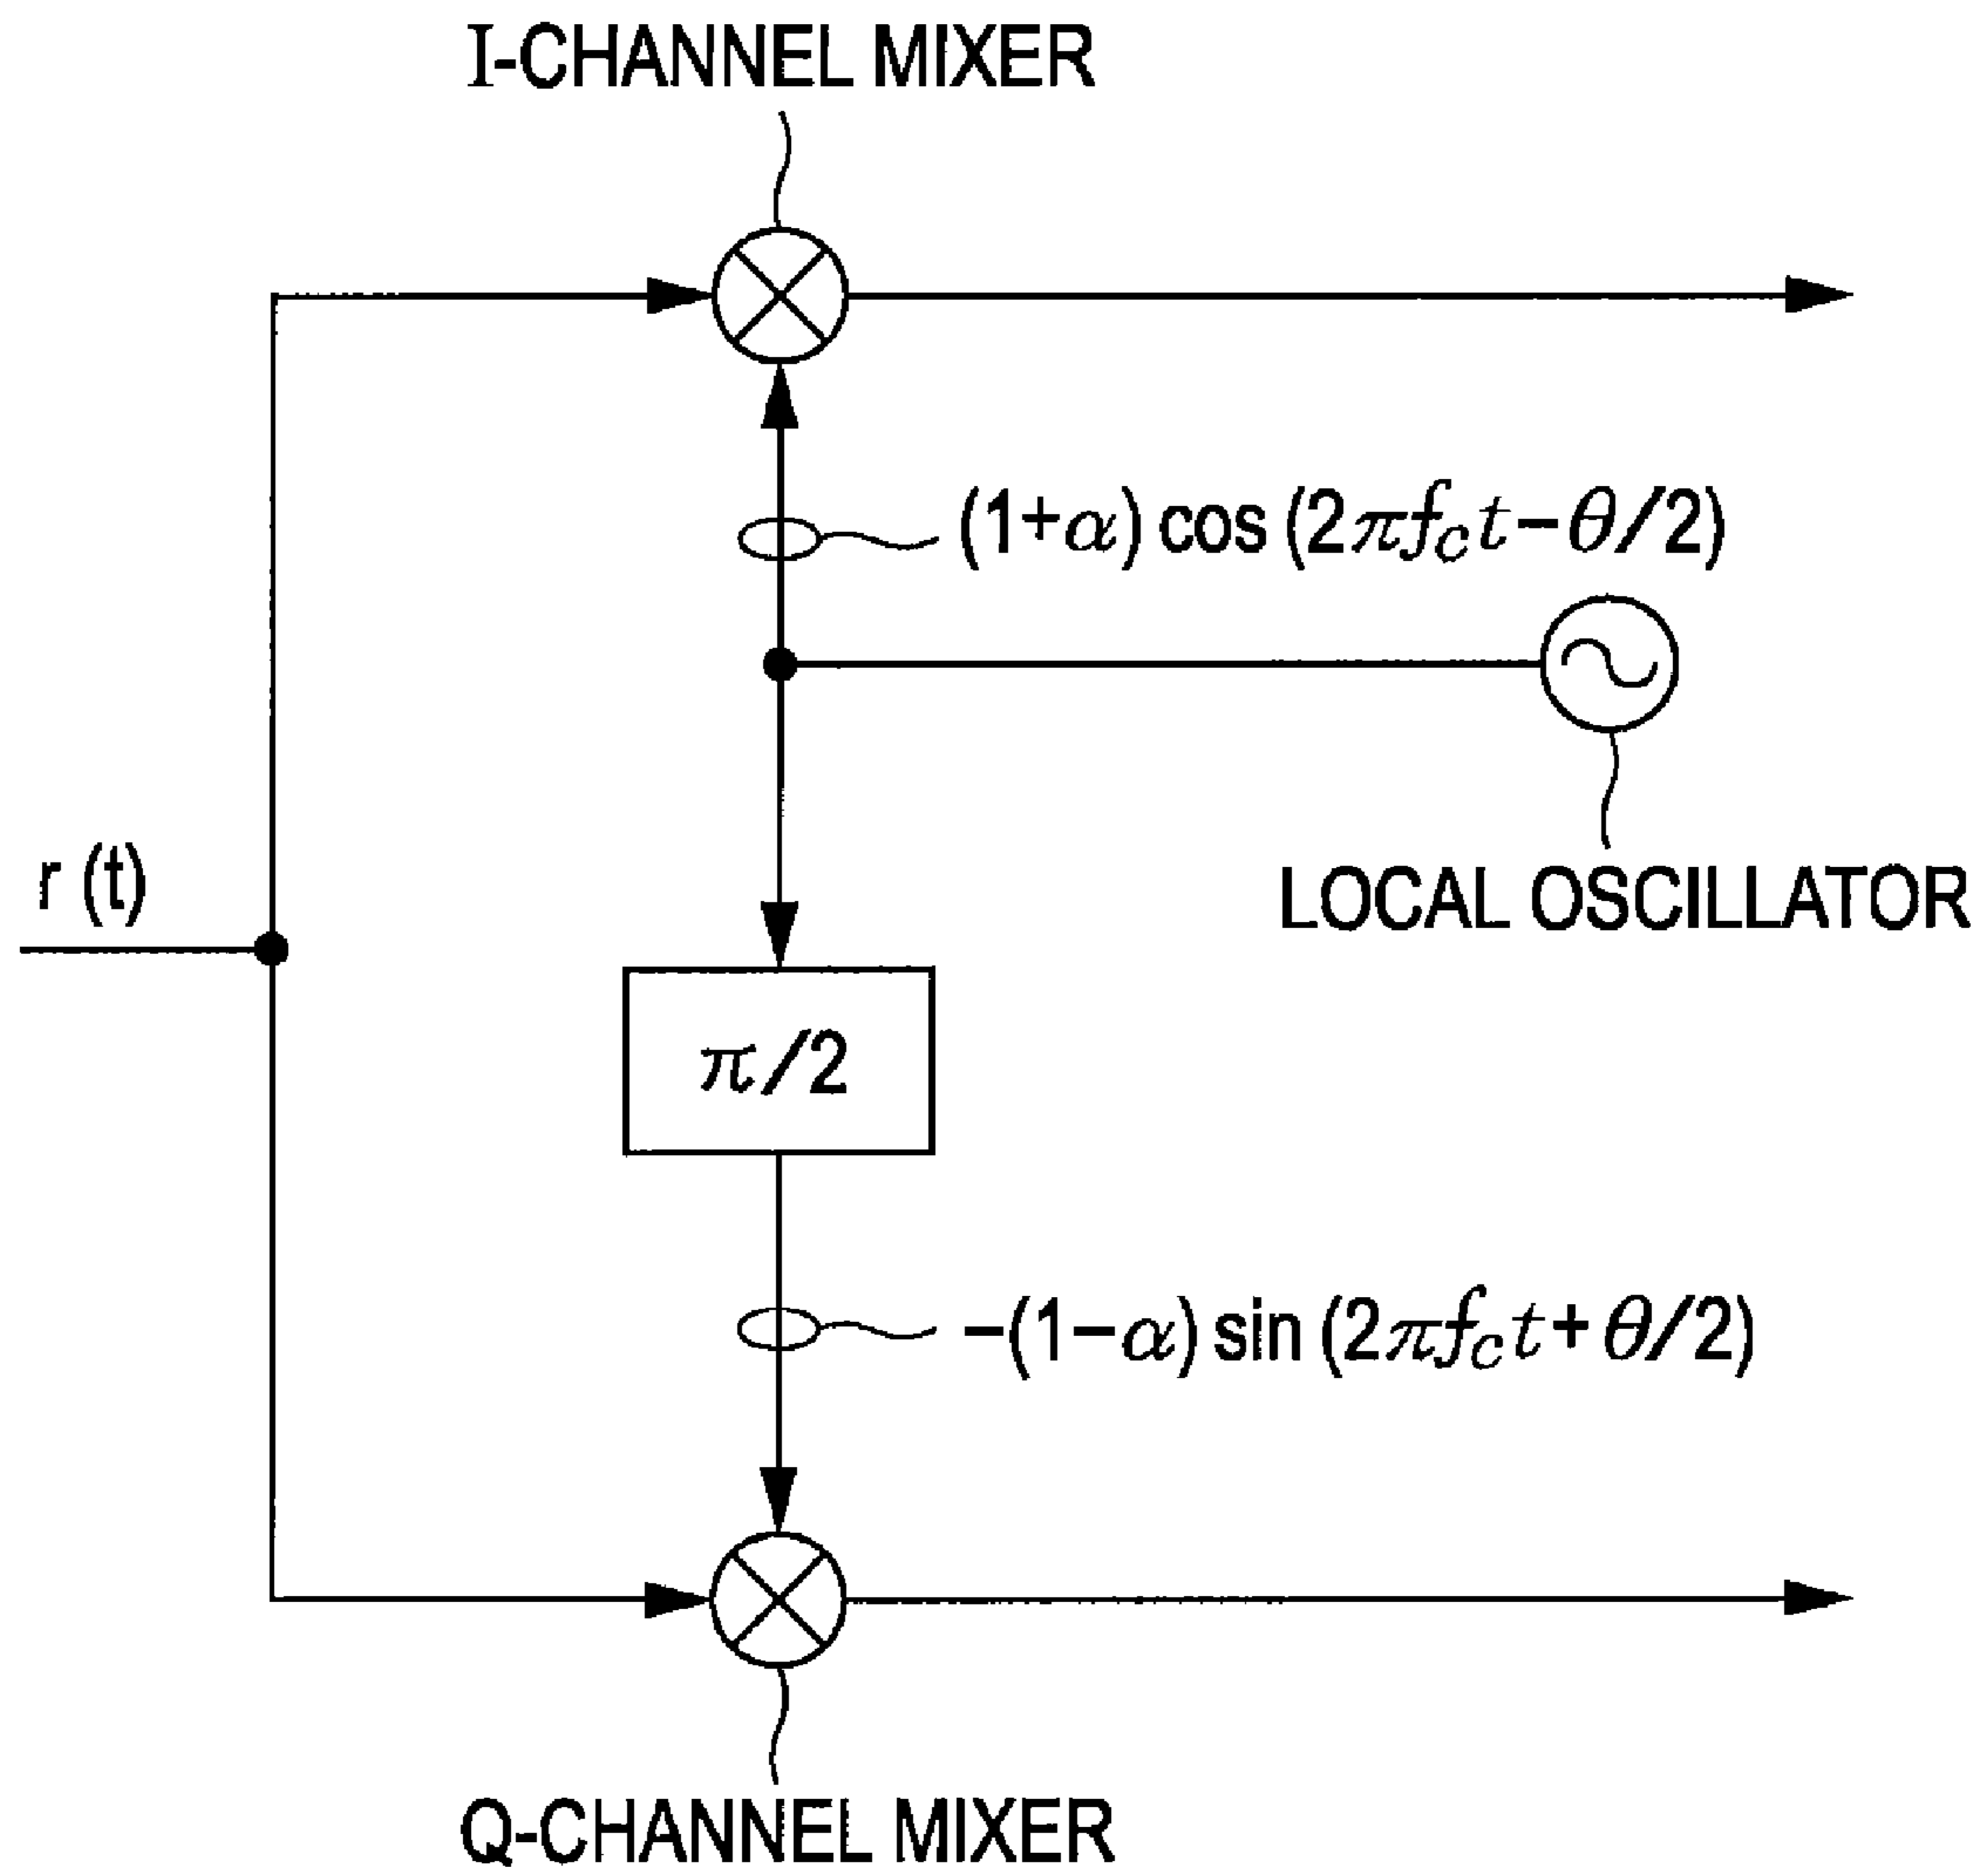 I-CHANNEL MIXER
(1+α) cos (2πf_c t−θ/2)
LOCAL OSCILLATOR
r (t)
π/2
−(1−α) sin (2πf_c t+θ/2)
Q-CHANNEL MIXER